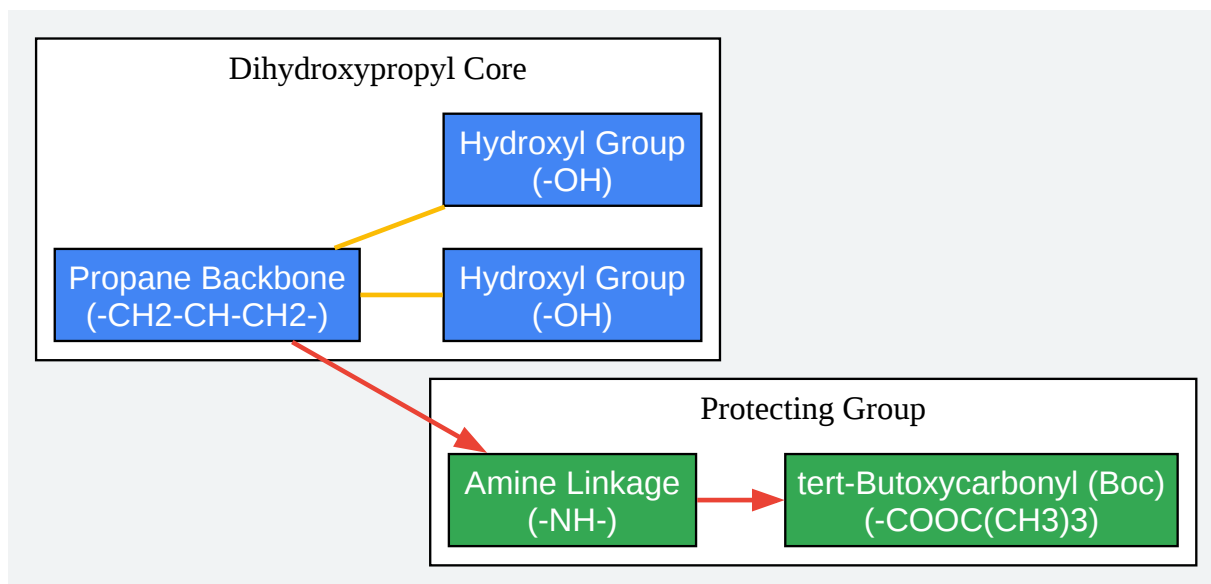 Dihydroxypropyl Core
Hydroxyl Group
(-OH)
Propane Backbone
(-CH2-CH-CH2-)
Hydroxyl Group
(-OH)
Protecting Group
Amine Linkage
(-NH-)
tert-Butoxycarbonyl (Boc)
(-COOC(CH3)3)